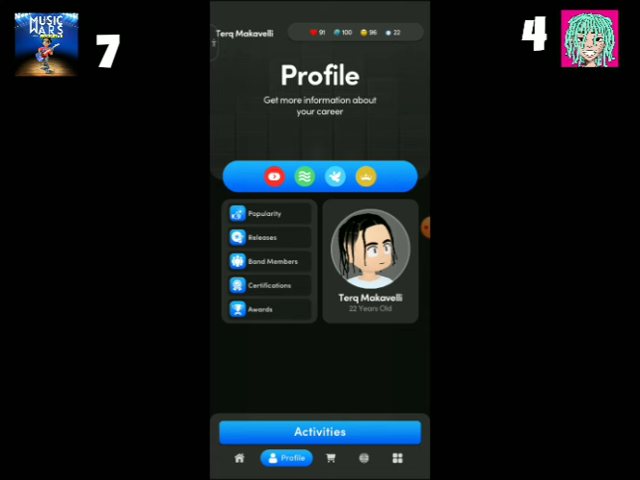 MUSIC
WARS
7
4
Terq Makavelli
91
100
96
22
Profile
Get more information about
your career
Popularity
Releases
Band Members
Certifications
Awards
Terq Makavelli
22 Years Old
Activities
Profile